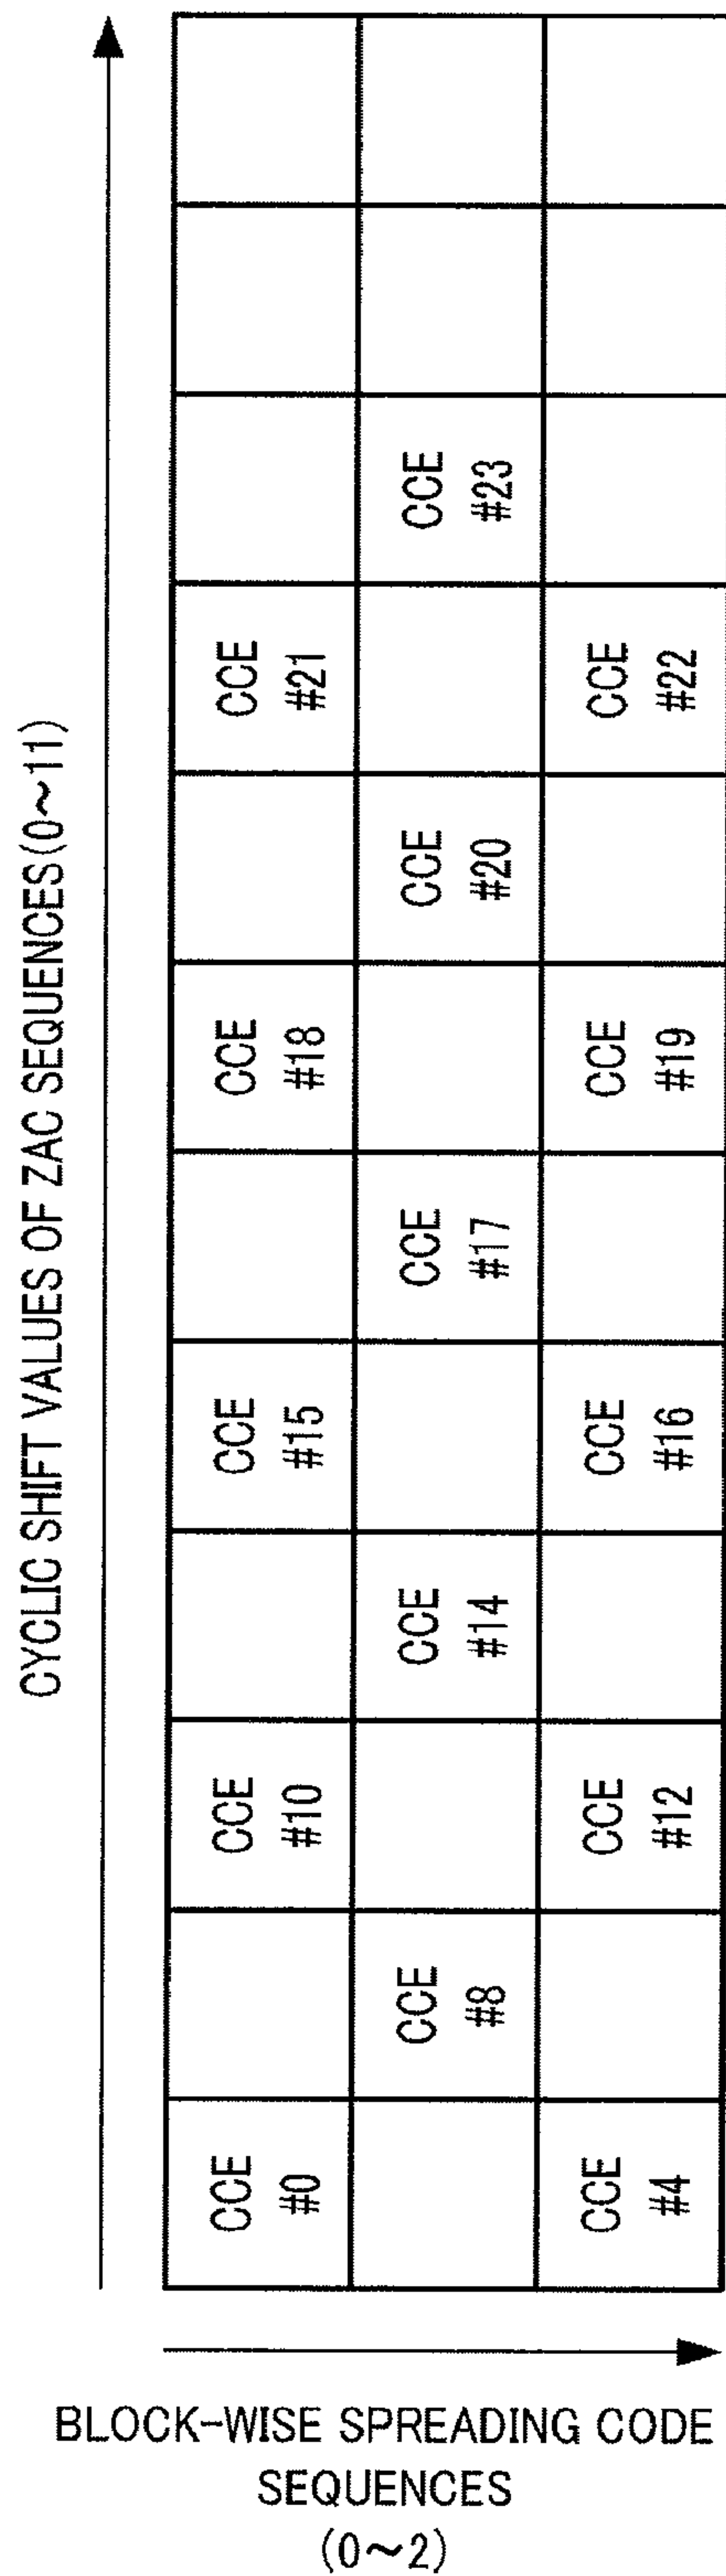 CYCLIC SHIFT VALUES OF ZAC SEQUENCES(0~11)
CCE
#23
CCE
#21
CCE
#22
CCE
#20
CCE
#18
CCE
#19
CCE
#17
CCE
#15
CCE
#16
CCE
#14
CCE
#10
CCE
#12
CCE
#8
CCE
#0
CCE
#4
BLOCK-WISE SPREADING CODE
SEQUENCES
(0~2)